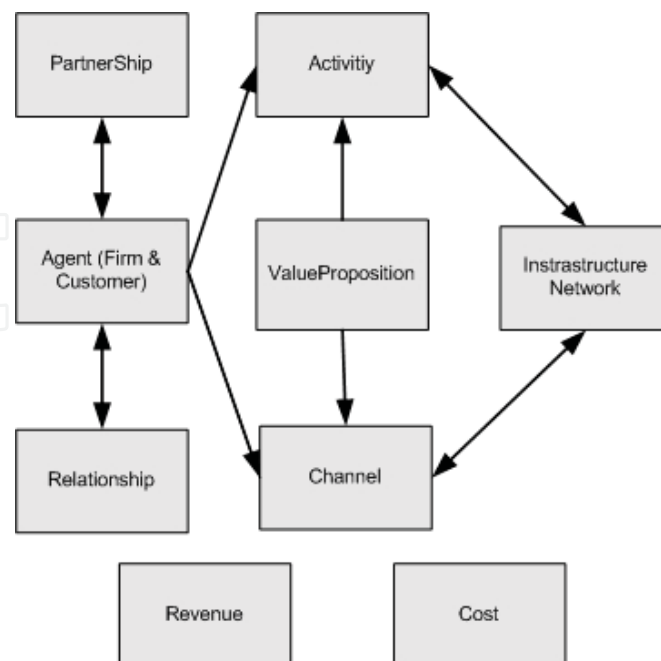 PartnerShip
Activitiy
Agent (Firm &
Customer)
ValueProposition
Instrastructure
Network
Relationship
Channel
Revenue
Cost